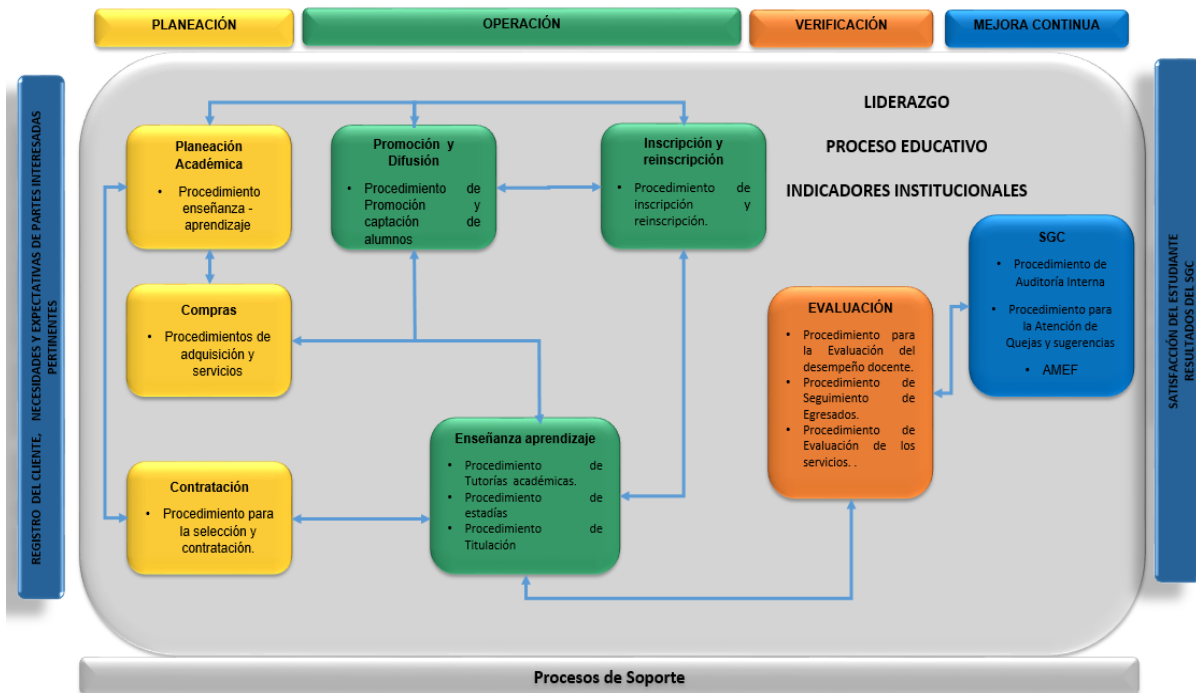 PLANEACIÓN
OPERACIÓN
VERIFICACIÓN
MEJORA CONTINUA
REGISTRO DEL CLIENTE, NECESIDADES Y EXPECTATIVAS DE PARTES INTERESADAS
PERTINENTES
LIDERAZGO
PROCESO EDUCATIVO
INDICADORES INSTITUCIONALES
Planeación
Académica
• Procedimiento
enseñanza -
aprendizaje
Promoción y
Difusión
• Procedimiento de
Promoción y
captación de
alumnos
Inscripción y
reinscripción
• Procedimiento de
inscripción y
reinscripción.
Compras
• Procedimientos de
adquisición y
servicios
EVALUACIÓN
• Procedimiento para
la Evaluación del
desempeño docente.
• Procedimiento de
Seguimiento de
Egresados.
• Procedimiento de
Evaluación de los
servicios. .
SGC
• Procedimiento de
Auditoría Interna
• Procedimiento para
la Atención de
Quejas y sugerencias
• AMEF
Contratación
• Procedimiento para
la selección y
contratación.
Enseñanza aprendizaje
• Procedimiento de
Tutorías académicas.
• Procedimiento de
estadías
• Procedimiento de
Titulación
SATISFACCIÓN DEL ESTUDIANTE
RESULTADOS DEL SGC
Procesos de Soporte